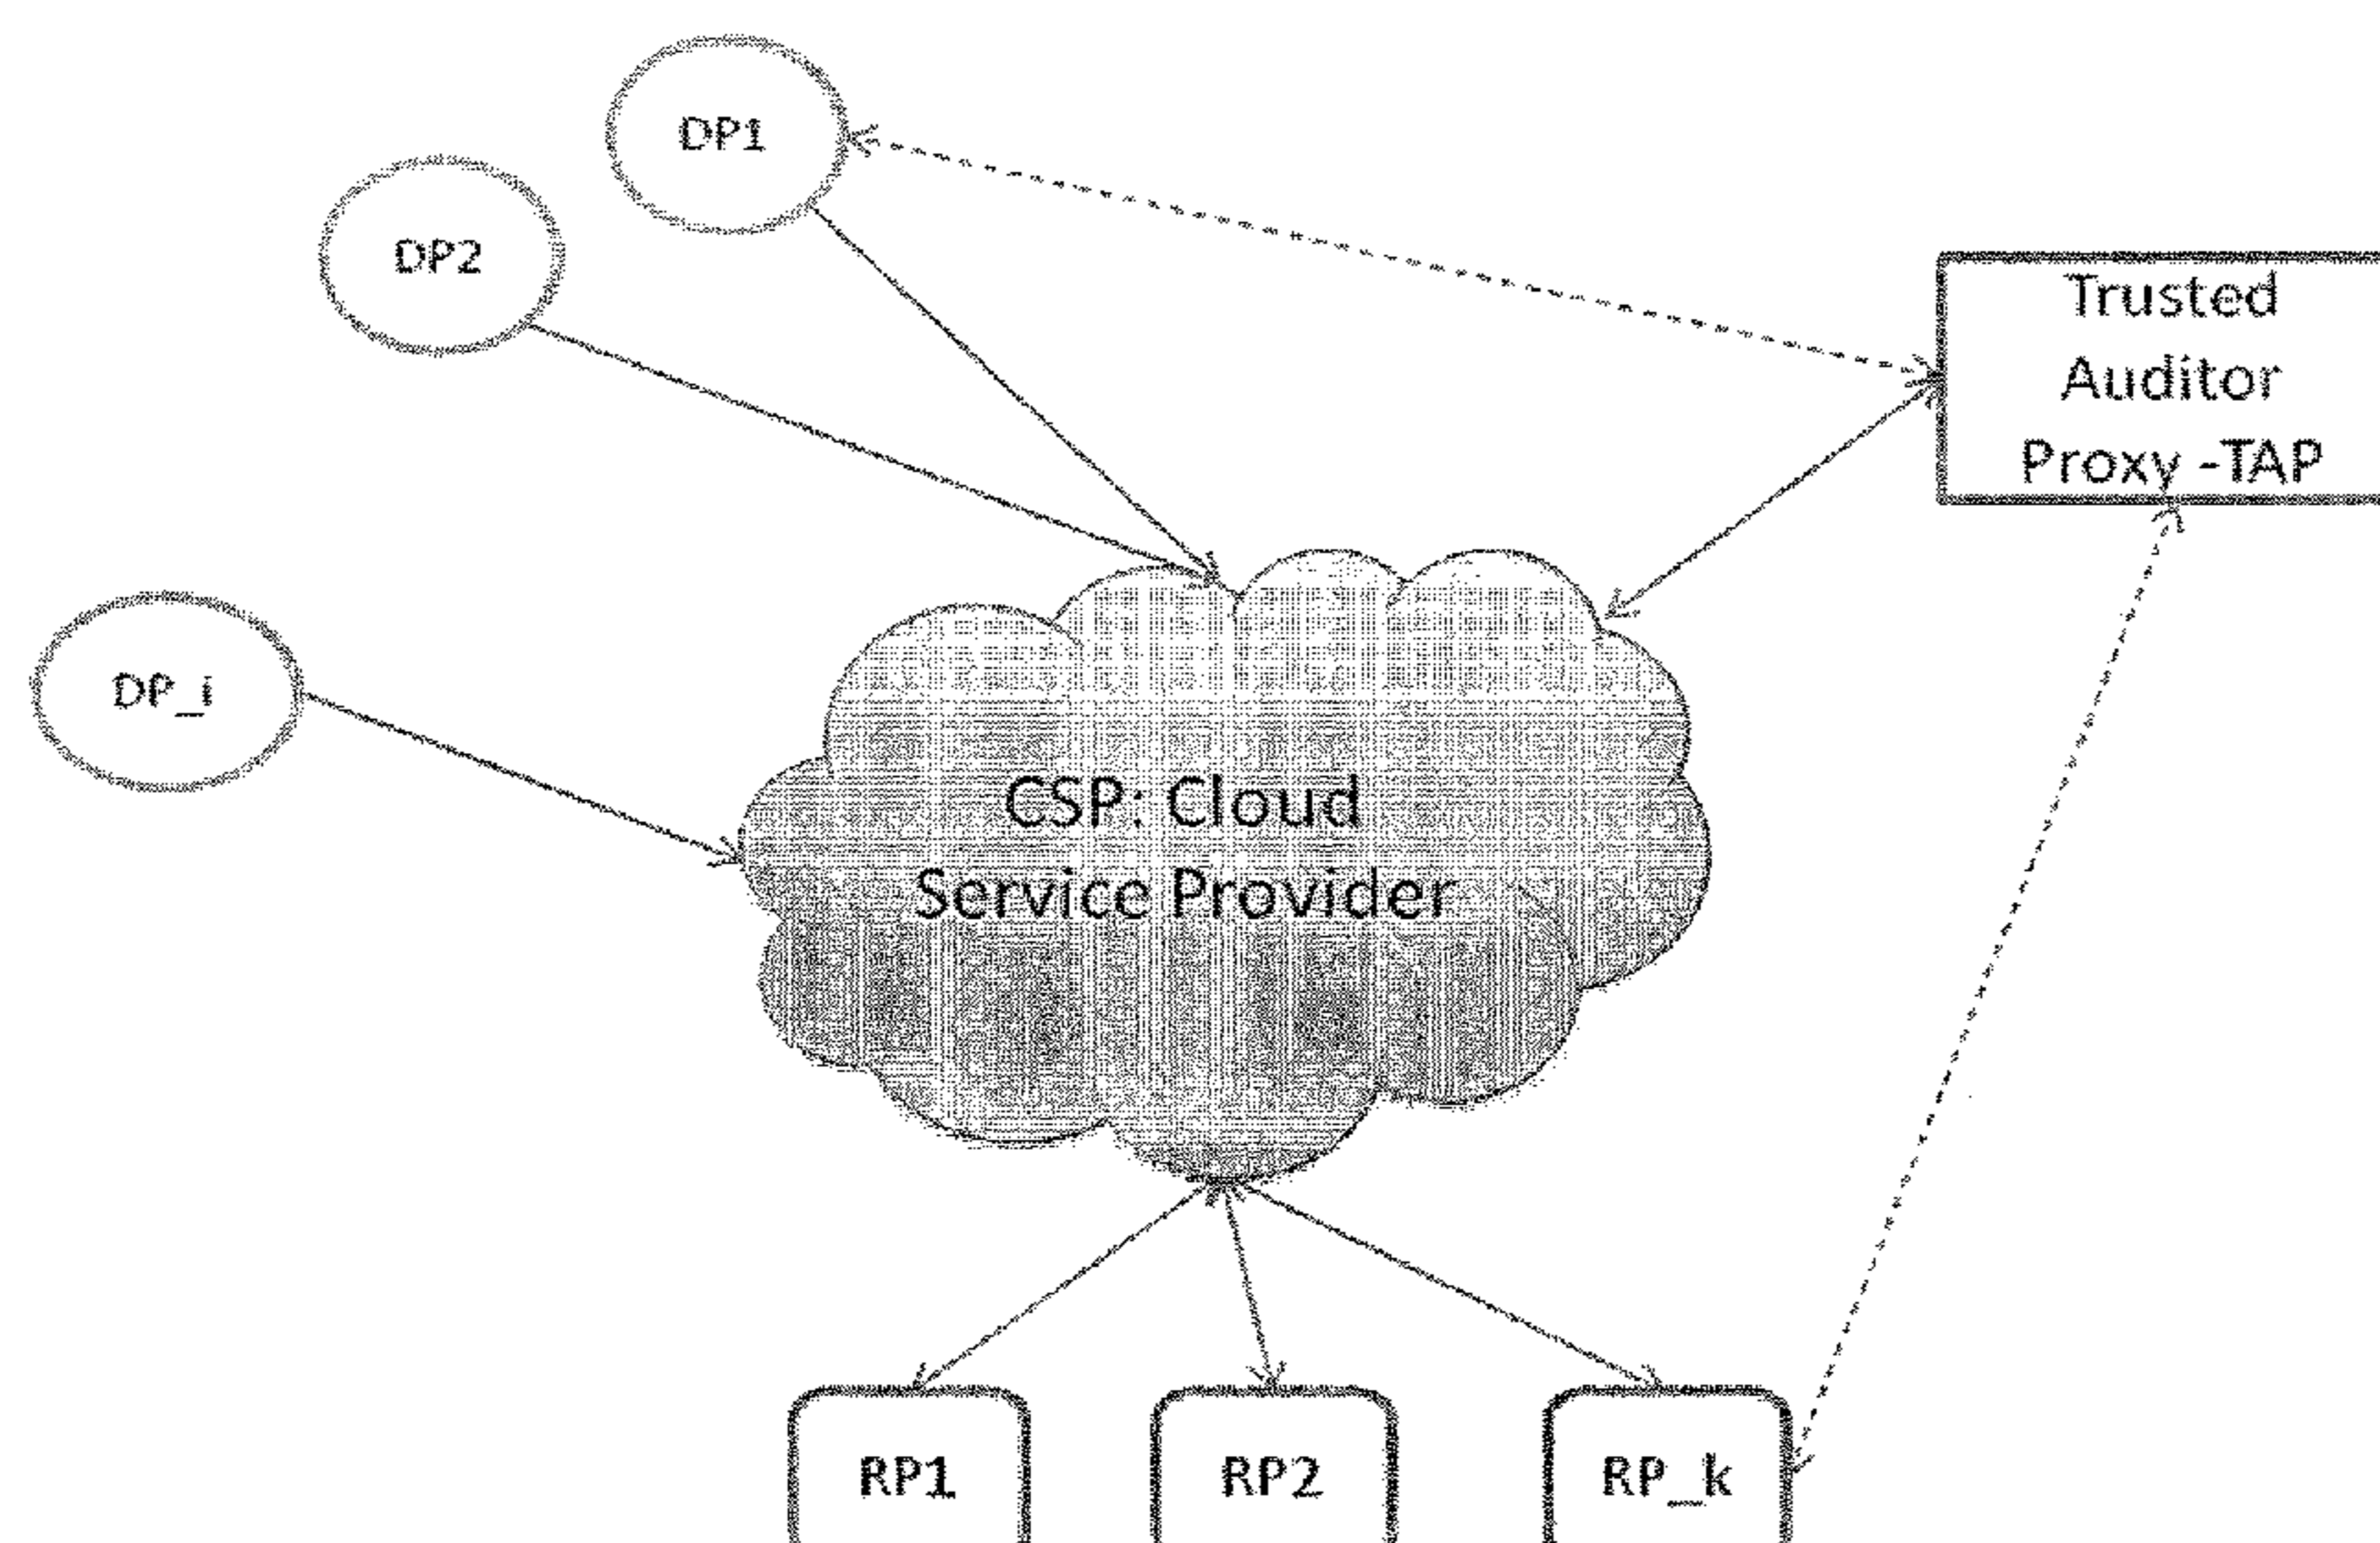 DP1
DP2
Trusted
Auditor
Proxy -TAP
DP_i
CSP: Cloud
Service Provider
RP1
RP2
RP_k